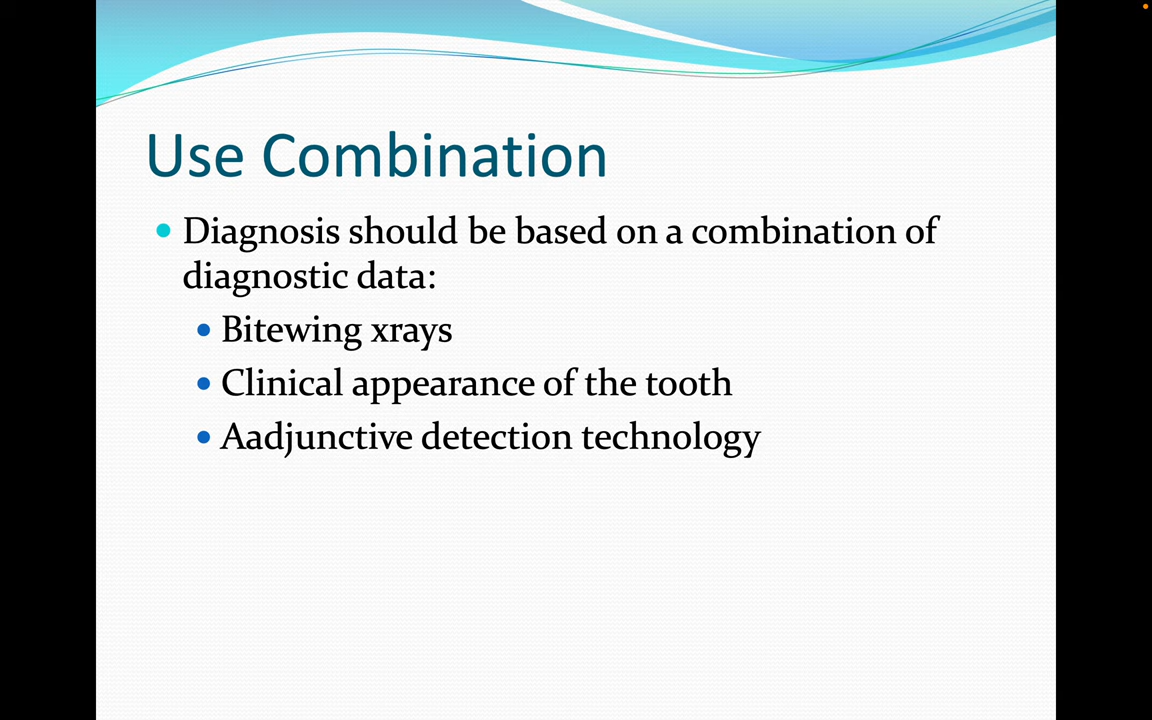 Use Combination
Diagnosis should be based on a combination of
diagnostic data:
Bitewing xrays
Clinical appearance of the tooth
Aadjunctive detection technology